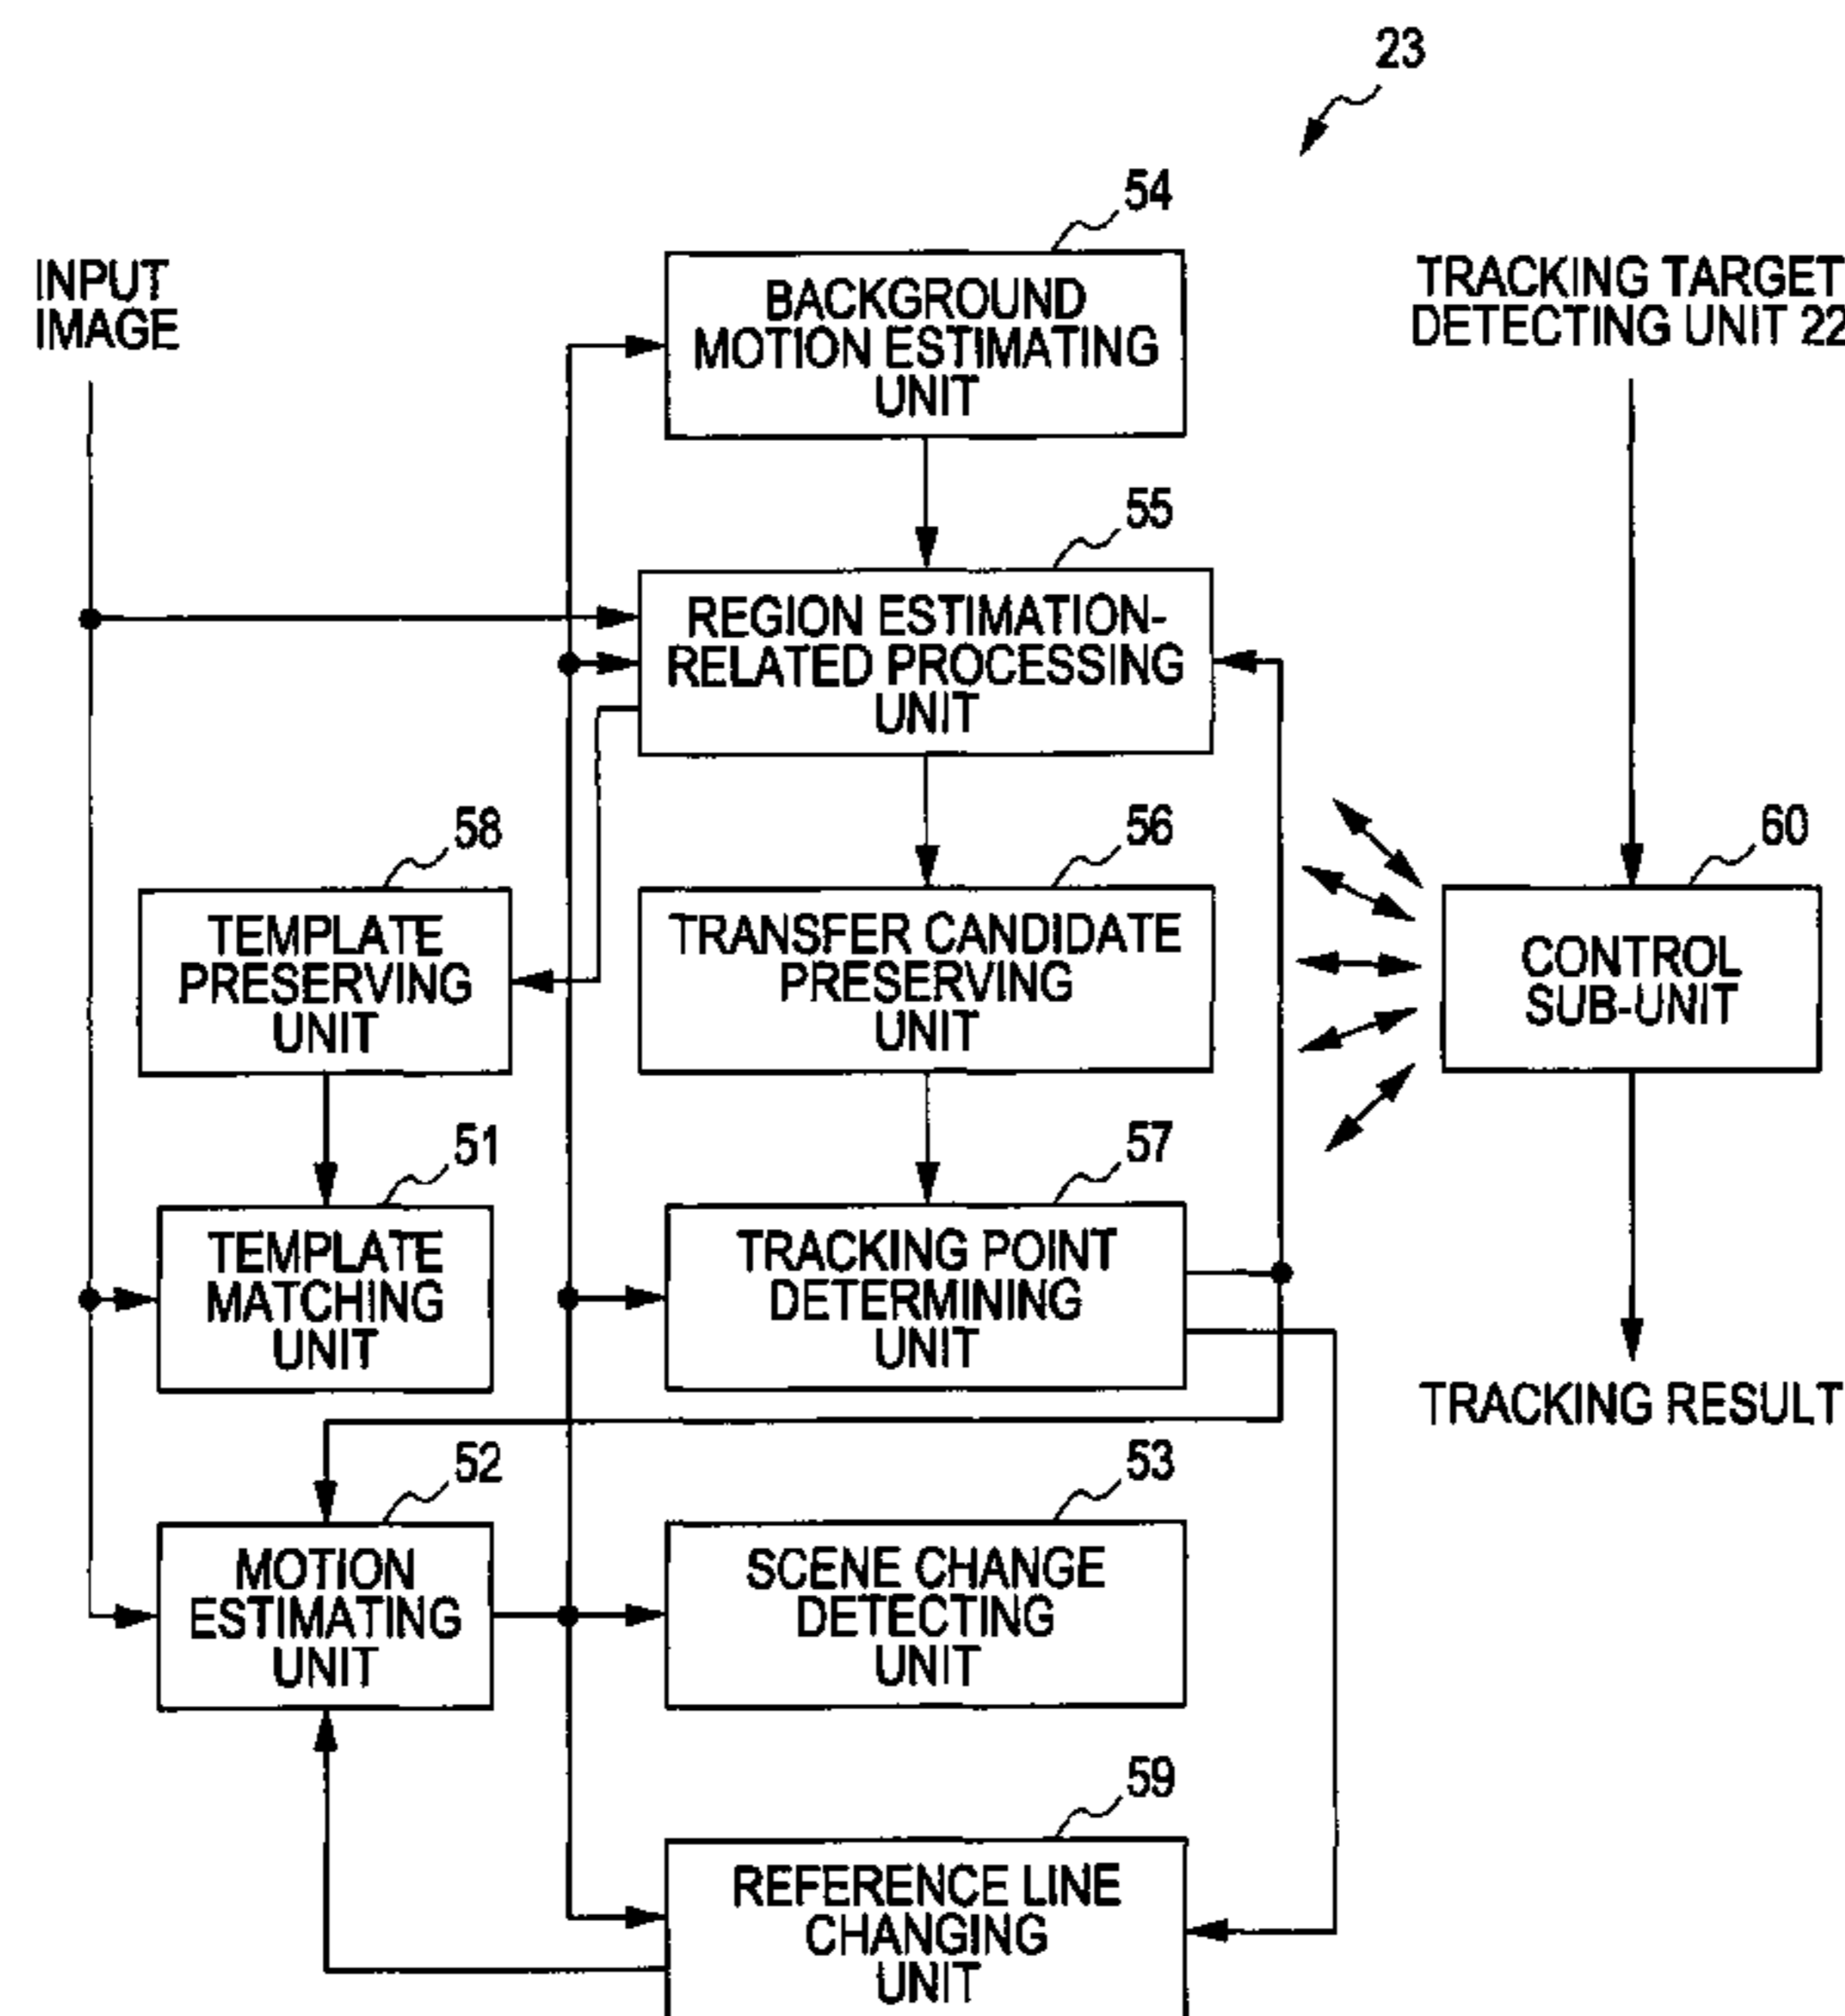 23
54
INPUT
IMAGE
BACKGROUND
MOTION ESTIMATING
UNIT
TRACKING TARGET
DETECTING UNIT 22
55
REGION ESTIMATION-
RELATED PROCESSING
UNIT
58
56
60
TEMPLATE
PRESERVING
UNIT
TRANSFER CANDIDATE
PRESERVING
UNIT
CONTROL
SUB-UNIT
51
57
TEMPLATE
MATCHING
UNIT
TRACKING POINT
DETERMINING
UNIT
TRACKING RESULT
52
53
MOTION
ESTIMATING
UNIT
SCENE CHANGE
DETECTING
UNIT
59
REFERENCE LINE
CHANGING
UNIT